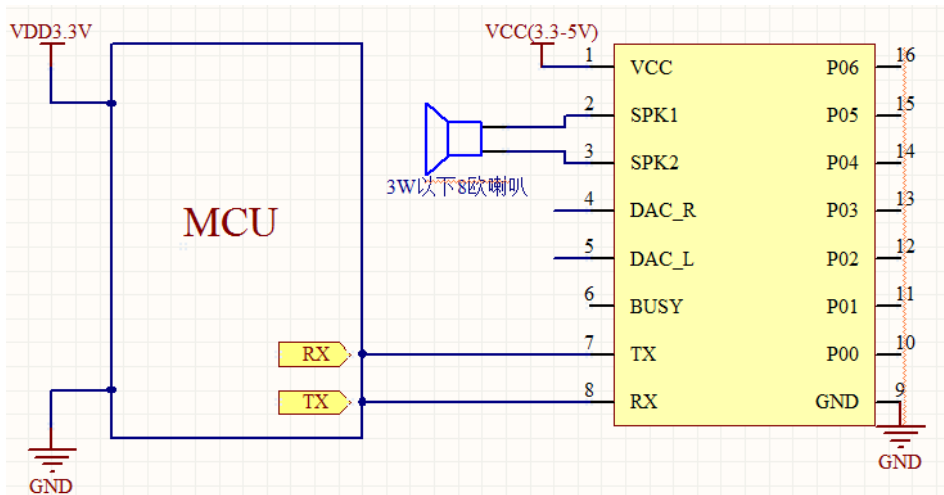 VDD3.3V
VCC(3.3-5V)
MCU
RX
TX
GND
3W以下8欧喇叭
1 VCC P06 16
2 SPK1 P05 15
3 SPK2 P04 14
4 DAC_R P03 13
5 DAC_L P02 12
6 BUSY P01 11
7 TX P00 10
8 RX GND 9
GND